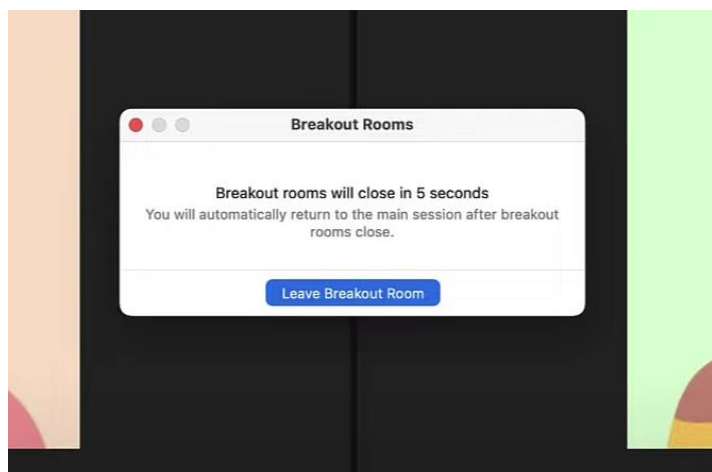 Breakout Rooms
Breakout rooms will close in 5 seconds
You will automatically return to the main session after breakout
rooms close.
Leave Breakout Room